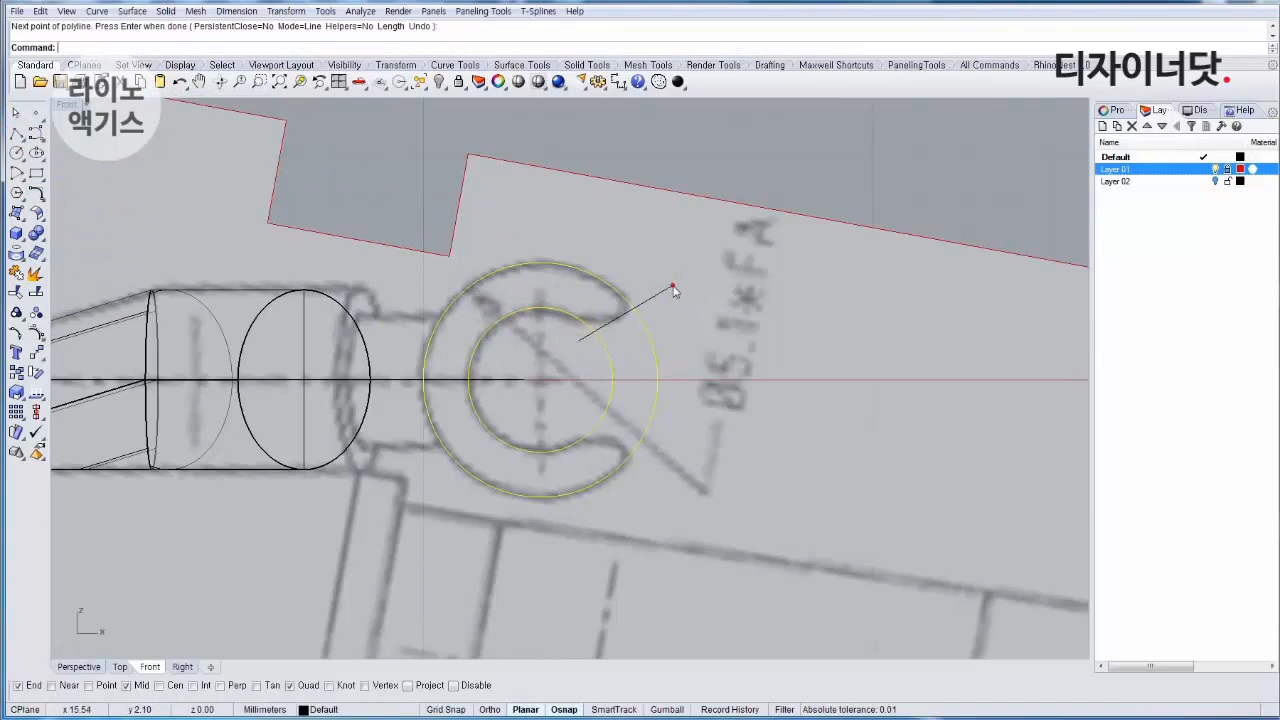 File Edit View Curve Surface Solid Mesh Dimension Transform Tools Analyze Render Panels Paneling Tools T-Splines Help
Next point of polyline. Press Enter when done ( PersistentClose=No Mode=Line Helpers=No Length Undo ):
Command:
Standard CPlanes Set View Display Select Viewport Layout Visibility Transform Curve Tools Surface Tools Solid Tools Mesh Tools Render Tools Drafting Maxwell Shortcuts PanelingTools All Commands
디자이너닷.
라이노
액기스
Front
Pro Lay Dis Help
Name Material
Default
Layer 01
Layer 02
z
x
Perspective Top Front Right
End Near Point Mid Cen Int Perp Tan Quad Knot Vertex Project Disable
CPlane x 15.54 y 2.10 z 0.00 Millimeters Default Grid Snap Ortho Planar Osnap SmartTrack Gumball Record History Filter Absolute tolerance: 0.01